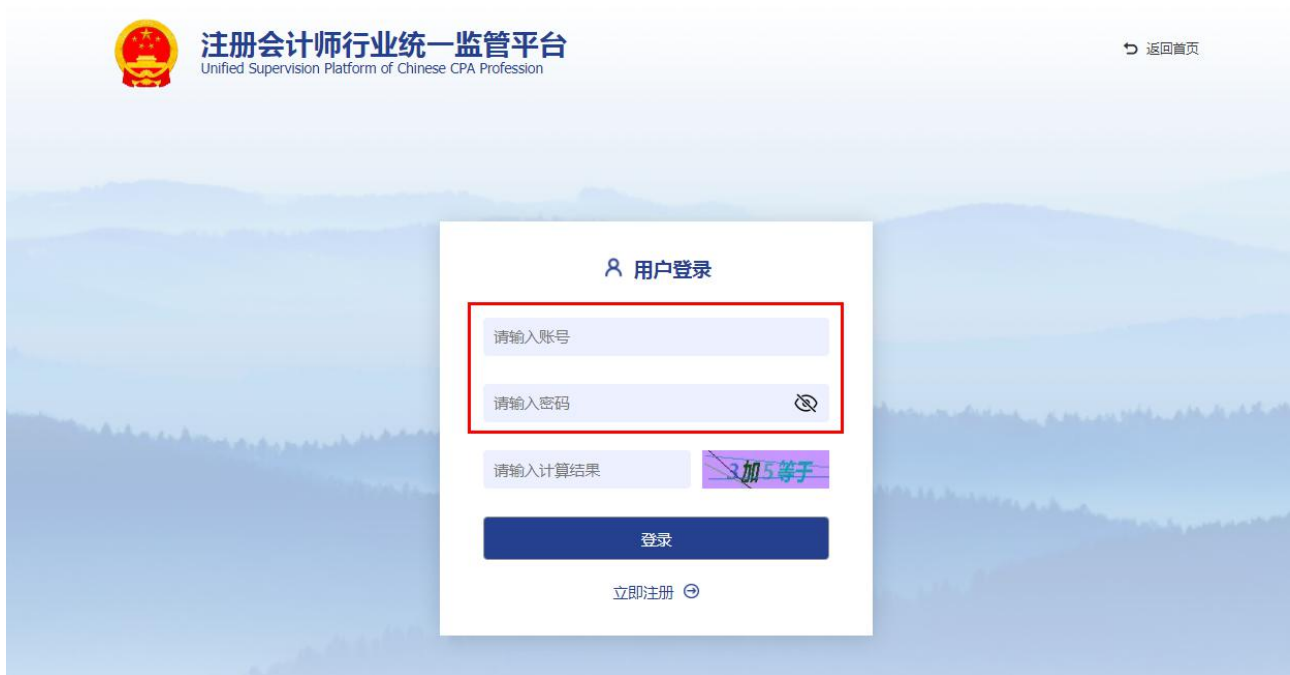 注册会计师行业统一监管平台
Unified Supervision Platform of Chinese CPA Profession
返回首页
用户登录
请输入账号
请输入密码
请输入计算结果
3加5等于
登录
立即注册